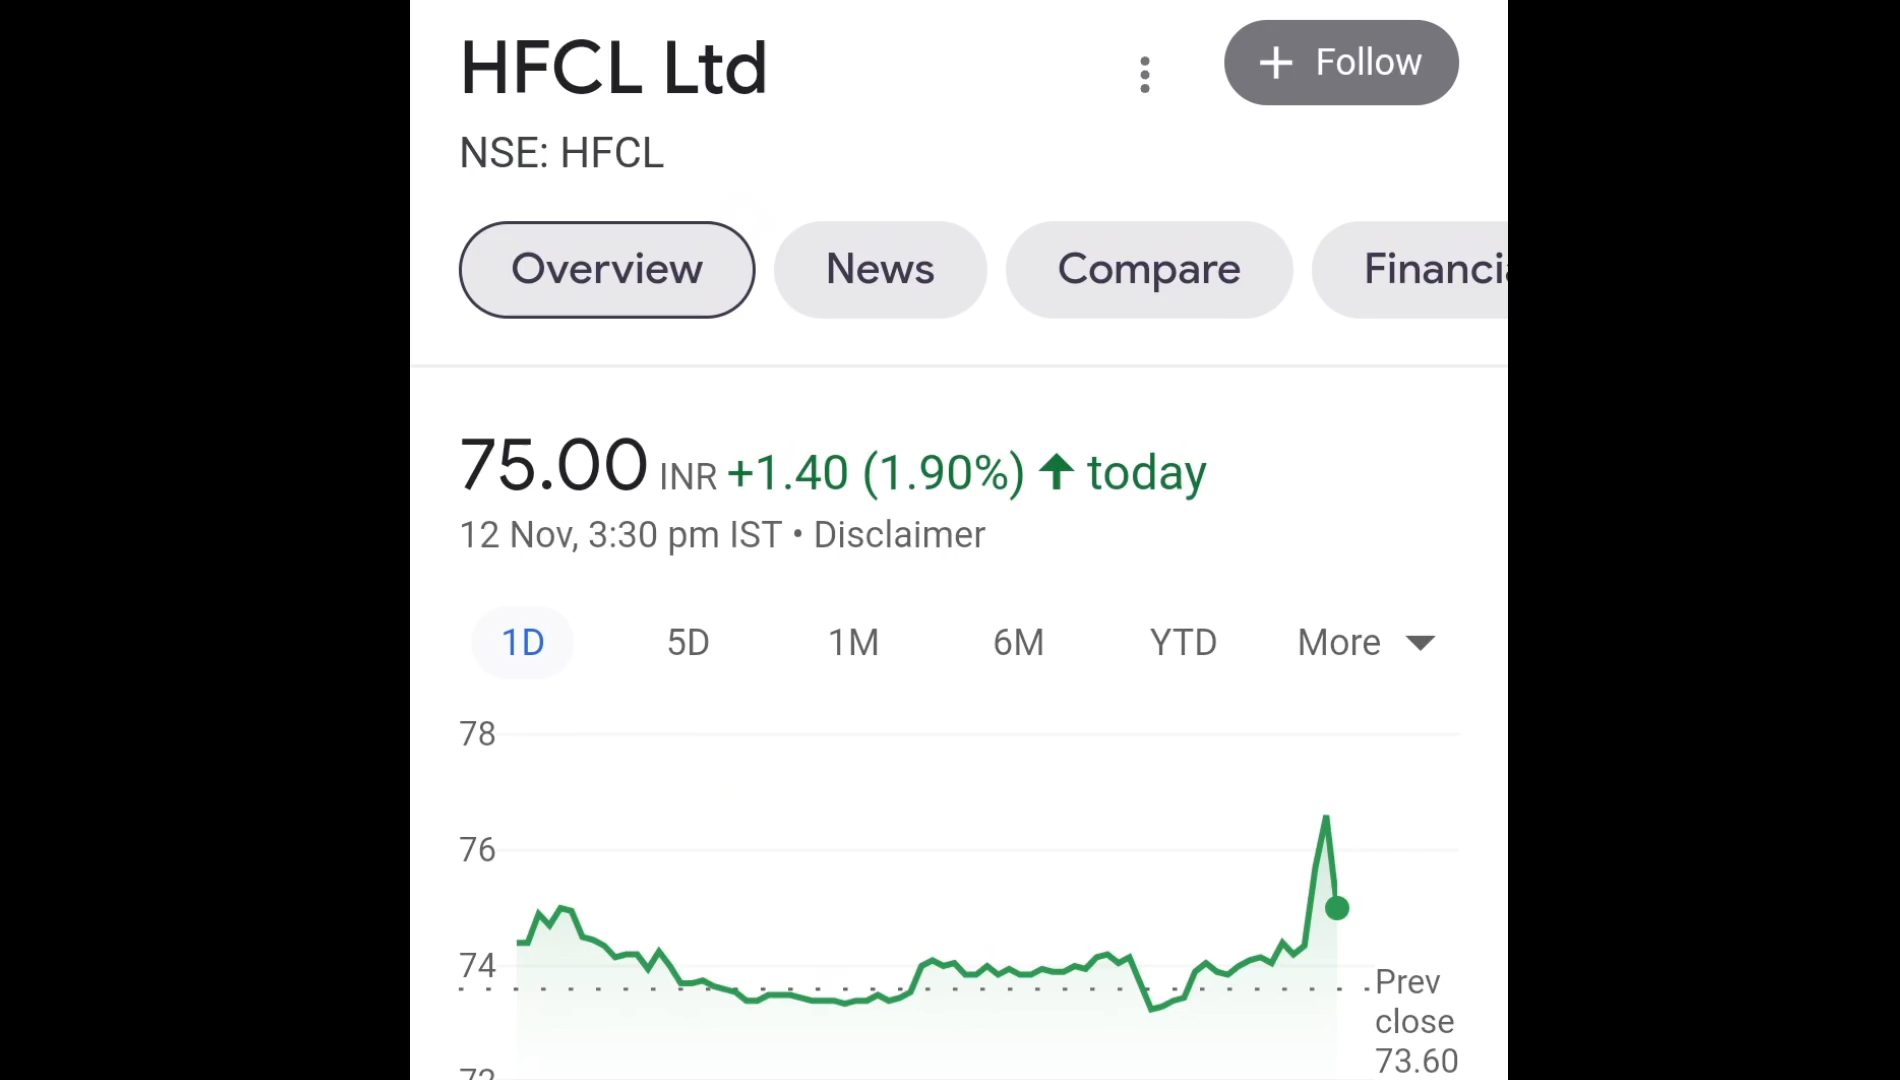 HFCL Ltd
+ Follow
NSE: HFCL
Overview
News
Compare
75.00 INR +1.40 (1.90%) ↑ today
12 Nov, 3:30 pm IST • Disclaimer
1D
5D
1M
6M
YTD
More
78
76
74
Prev
close
73.60